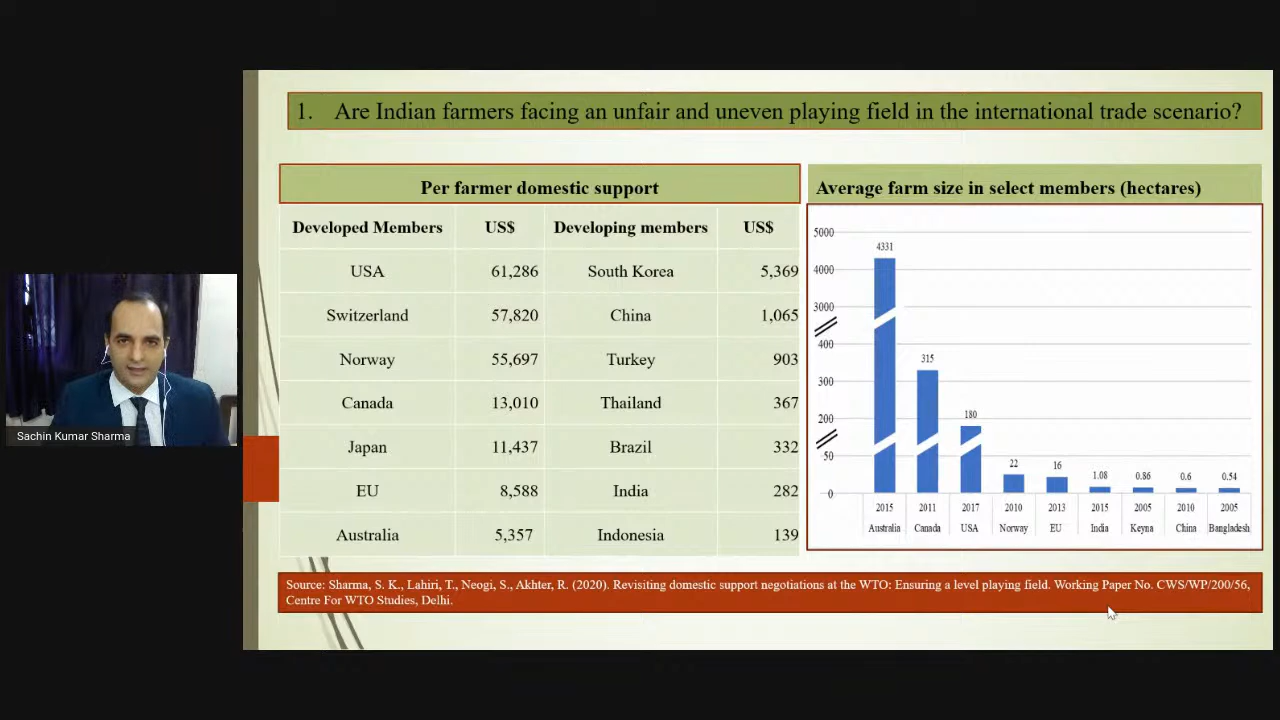 1. Are Indian farmers facing an unfair and uneven playing field in the international trade scenario?
Per farmer domestic support
Developed Members US$ Developing members US$
USA 61,286 South Korea 5,369
Switzerland 57,820 China 1,065
Norway 55,697 Turkey 903
Canada 13,010 Thailand 367
Japan 11,437 Brazil 332
EU 8,588 India 282
Australia 5,357 Indonesia 139
Average farm size in select members (hectares)
5000
4000
3000
400
300
200
50
0
4331
315
180
22
16
1.08
0.86
0.6
0.54
2015 2011 2017 2010 2013 2015 2005 2010 2005
Australia Canada USA Norway EU India Keyna China Bangladesh
Source: Sharma, S. K., Lahiri, T., Neogi, S., Akhter, R. (2020). Revisiting domestic support negotiations at the WTO: Ensuring a level playing field. Working Paper No. CWS/WP/200/56,
Centre For WTO Studies, Delhi.
Sachin Kumar Sharma